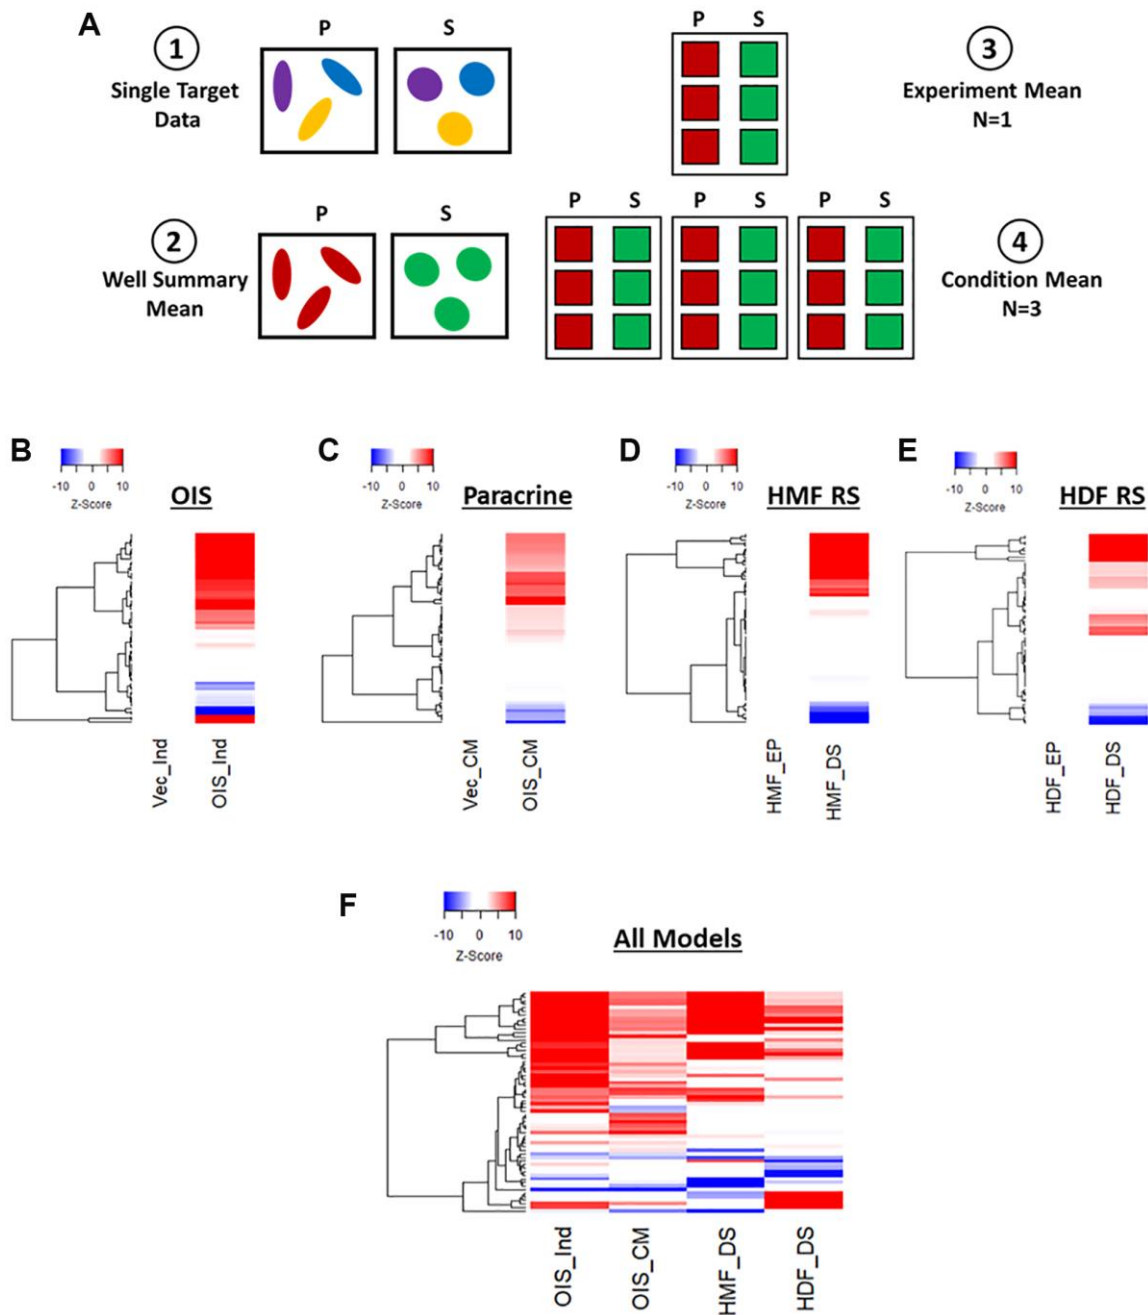 A
1
Single Target
Data
P S
P S
3
Experiment Mean
N=1
2
Well Summary
Mean
P S
P S P S P S
4
Condition Mean
N=3
B
-10 0 10
Z-Score
OIS
Vec_Ind
OIS_Ind
C
-10 0 10
Z-Score
Paracrine
Vec_CM
OIS_CM
D
-10 0 10
Z-Score
HMF RS
HMF_EP
HMF_DS
E
-10 0 10
Z-Score
HDF RS
HDF_EP
HDF_DS
F
-10 0 10
Z-Score
All Models
OIS_Ind
OIS_CM
HMF_DS
HDF_DS